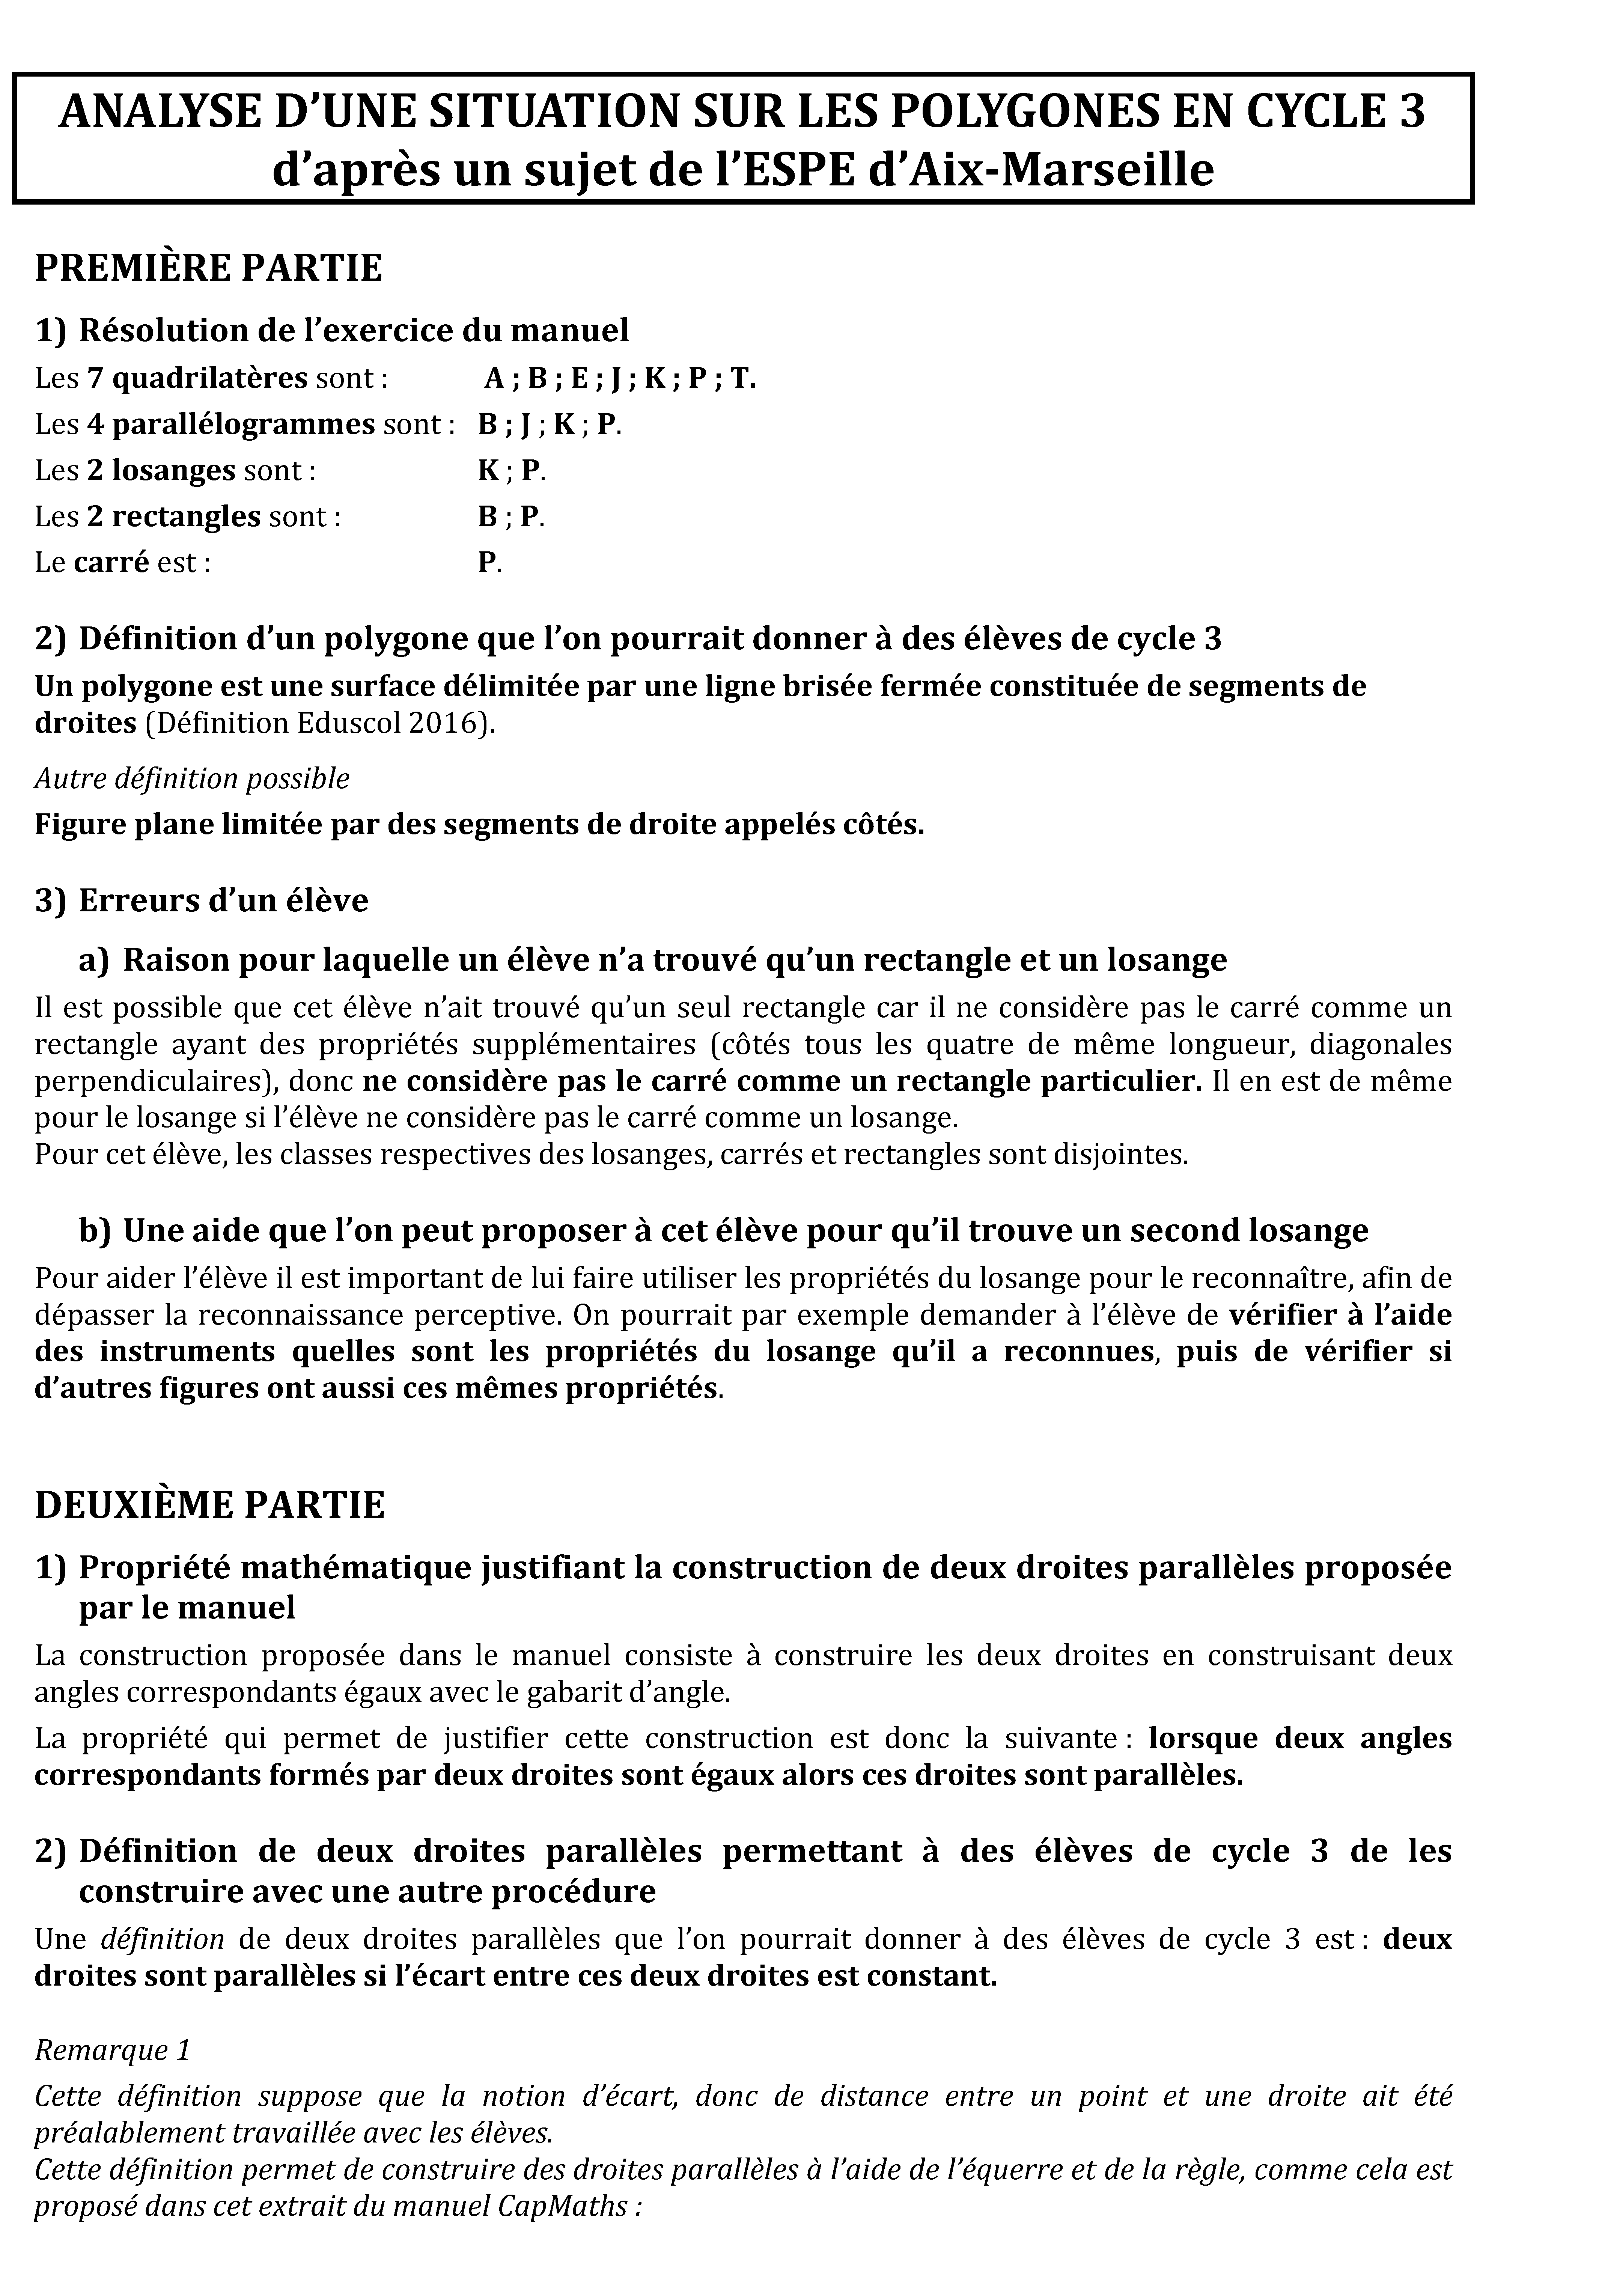 ANALYSE D’UNE SITUATION SUR LES POLYGONES EN CYCLE 3
d’après un sujet de l’ESPE d’Aix-Marseille
PREMIÈRE PARTIE
1) Résolution de l’exercice du manuel
Les 7 quadrilatères sont : A ; B ; E ; J ; K ; P ; T.
Les 4 parallélogrammes sont : B ; J ; K ; P.
Les 2 losanges sont : K ; P.
Les 2 rectangles sont : B ; P.
Le carré est : P.
2) Définition d’un polygone que l’on pourrait donner à des élèves de cycle 3
Un polygone est une surface délimitée par une ligne brisée fermée constituée de segments de
droites (Définition Eduscol 2016).
Autre définition possible
Figure plane limitée par des segments de droite appelés côtés.
3) Erreurs d’un élève
a) Raison pour laquelle un élève n’a trouvé qu’un rectangle et un losange
Il est possible que cet élève n’ait trouvé qu’un seul rectangle car il ne considère pas le carré comme un
rectangle ayant des propriétés supplémentaires (côtés tous les quatre de même longueur, diagonales
perpendiculaires), donc ne considère pas le carré comme un rectangle particulier. Il en est de même
pour le losange si l’élève ne considère pas le carré comme un losange.
Pour cet élève, les classes respectives des losanges, carrés et rectangles sont disjointes.
b) Une aide que l’on peut proposer à cet élève pour qu’il trouve un second losange
Pour aider l’élève il est important de lui faire utiliser les propriétés du losange pour le reconnaître, afin de
dépasser la reconnaissance perceptive. On pourrait par exemple demander à l’élève de vérifier à l’aide
des instruments quelles sont les propriétés du losange qu’il a reconnues, puis de vérifier si
d’autres figures ont aussi ces mêmes propriétés.
DEUXIÈME PARTIE
1) Propriété mathématique justifiant la construction de deux droites parallèles proposée
par le manuel
La construction proposée dans le manuel consiste à construire les deux droites en construisant deux
angles correspondants égaux avec le gabarit d’angle.
La propriété qui permet de justifier cette construction est donc la suivante : lorsque deux angles
correspondants formés par deux droites sont égaux alors ces droites sont parallèles.
2) Définition de deux droites parallèles permettant à des élèves de cycle 3 de les
construire avec une autre procédure
Une définition de deux droites parallèles que l’on pourrait donner à des élèves de cycle 3 est : deux
droites sont parallèles si l’écart entre ces deux droites est constant.
Remarque 1
Cette définition suppose que la notion d’écart, donc de distance entre un point et une droite ait été
préalablement travaillée avec les élèves.
Cette définition permet de construire des droites parallèles à l’aide de l’équerre et de la règle, comme cela est
proposé dans cet extrait du manuel CapMaths :